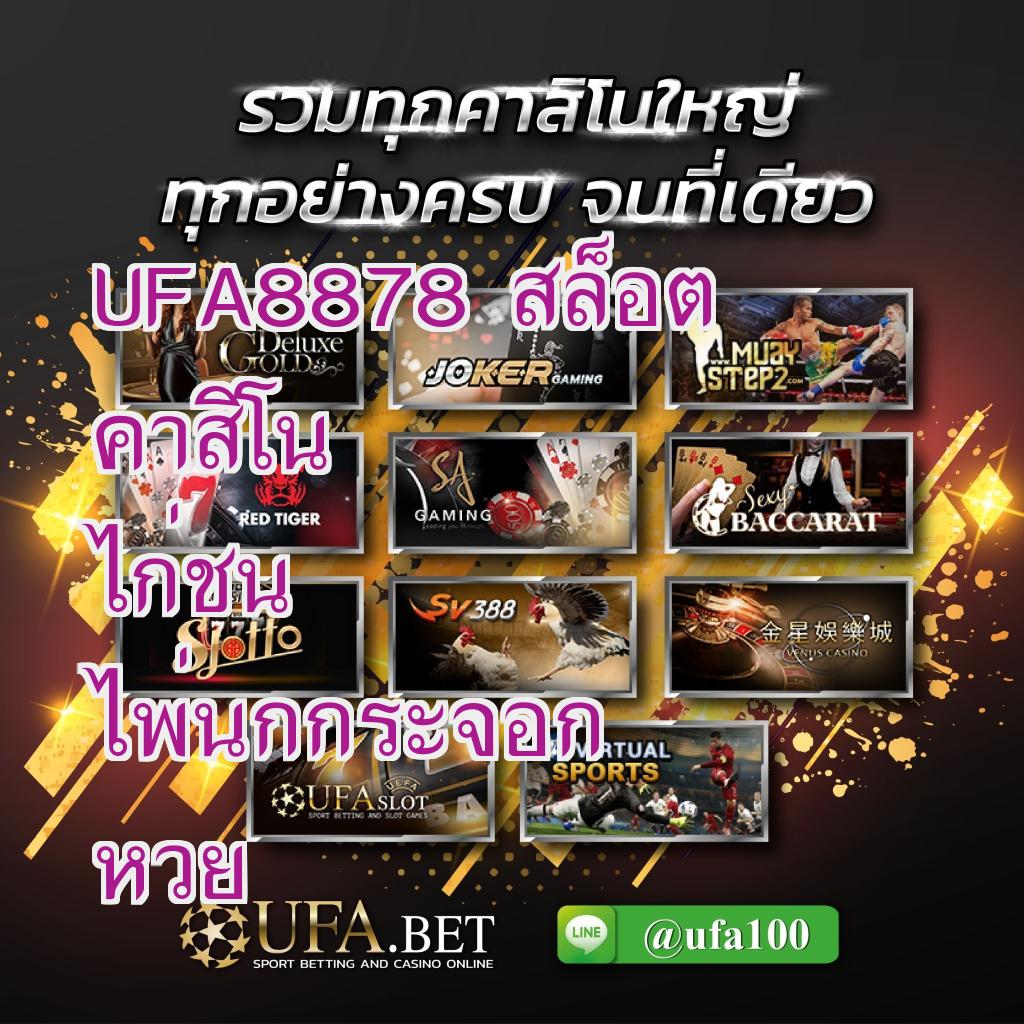 รวมทุกคาสิโนใหญ่
ทุกอย่างครบ จบที่เดียว
UFA8878 สล็อต
Deluxe
GOLD
JOKER GAMING
WWW.MUAY
STEP2.COM
คาสิโน
7
RED TIGER
SA
GAMING
Sexy
BACCARAT
ไก่ชน
Slotto
SV388
金星娛樂城
VENUS CASINO
ไพ่นกกระจอก
UEFA
UFA SLOT
SPORT BETTING AND SLOT GAMES
VIRTUAL
SPORTS
หวย
UFA.BET
SPORT BETTING AND CASINO ONLINE
LINE
@ufa100